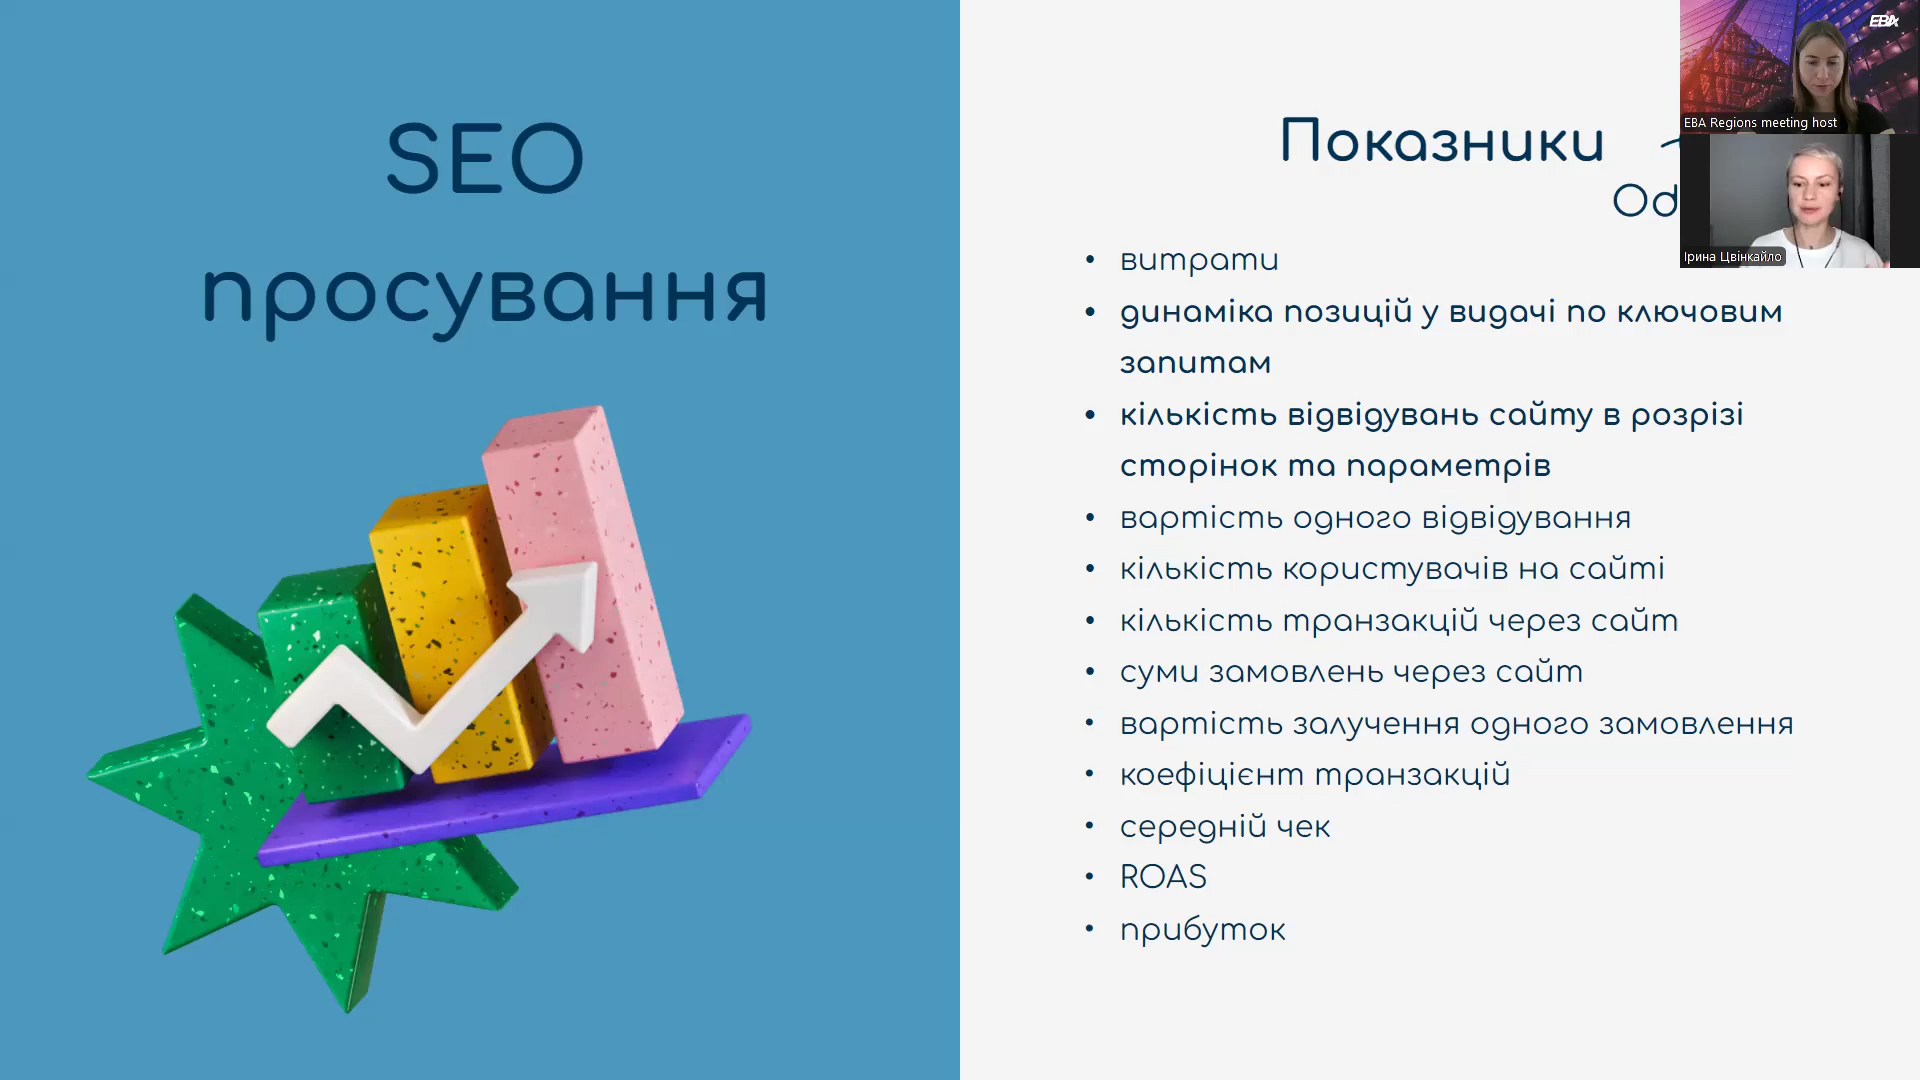 SEO
просування
Показники
Od
• витрати
• динаміка позицій у видачі по ключовим
запитам
• кількість відвідувань сайту в розрізі
сторінок та параметрів
• вартість одного відвідування
• кількість користувачів на сайті
• кількість транзакцій через сайт
• суми замовлень через сайт
• вартість залучення одного замовлення
• коефіцієнт транзакцій
• середній чек
• ROAS
• прибуток
EBA
EBA Regions meeting host
Ірина Цвінкайло